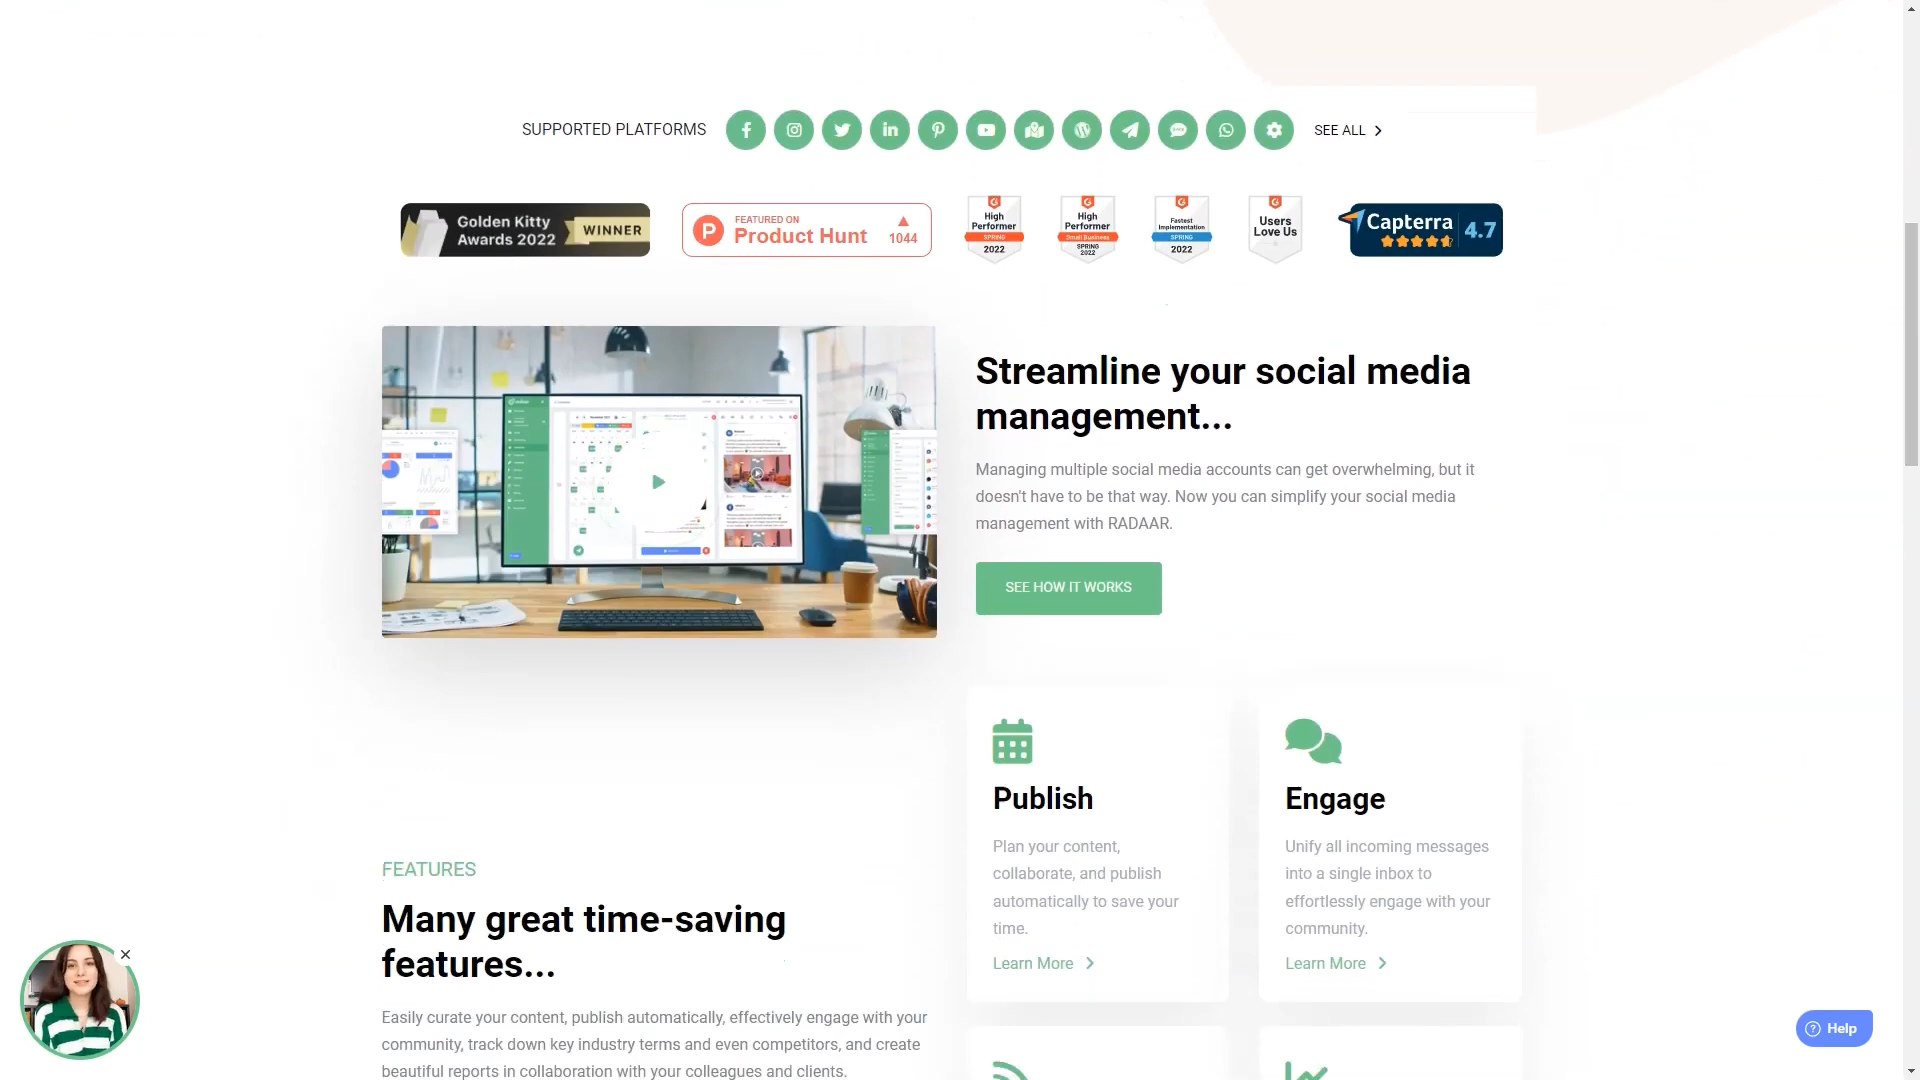 SUPPORTED PLATFORMS
SEE ALL
Golden Kitty
Awards 2022
WINNER
FEATURED ON
Product Hunt
1044
High
Performer
SPRING
2022
High
Performer
Small Business
SPRING
2022
Fastest
Implementation
SPRING
2022
Users
Love Us
Capterra
4.7
Streamline your social media
management...
Managing multiple social media accounts can get overwhelming, but it
doesn't have to be that way. Now you can simplify your social media
management with RADAAR.
SEE HOW IT WORKS
Publish
Plan your content,
collaborate, and publish
automatically to save your
time.
Learn More
Engage
Unify all incoming messages
into a single inbox to
effortlessly engage with your
community.
Learn More
FEATURES
Many great time-saving
features...
Easily curate your content, publish automatically, effectively engage with your
community, track down key industry terms and even competitors, and create
beautiful reports in collaboration with your colleagues and clients.
Help